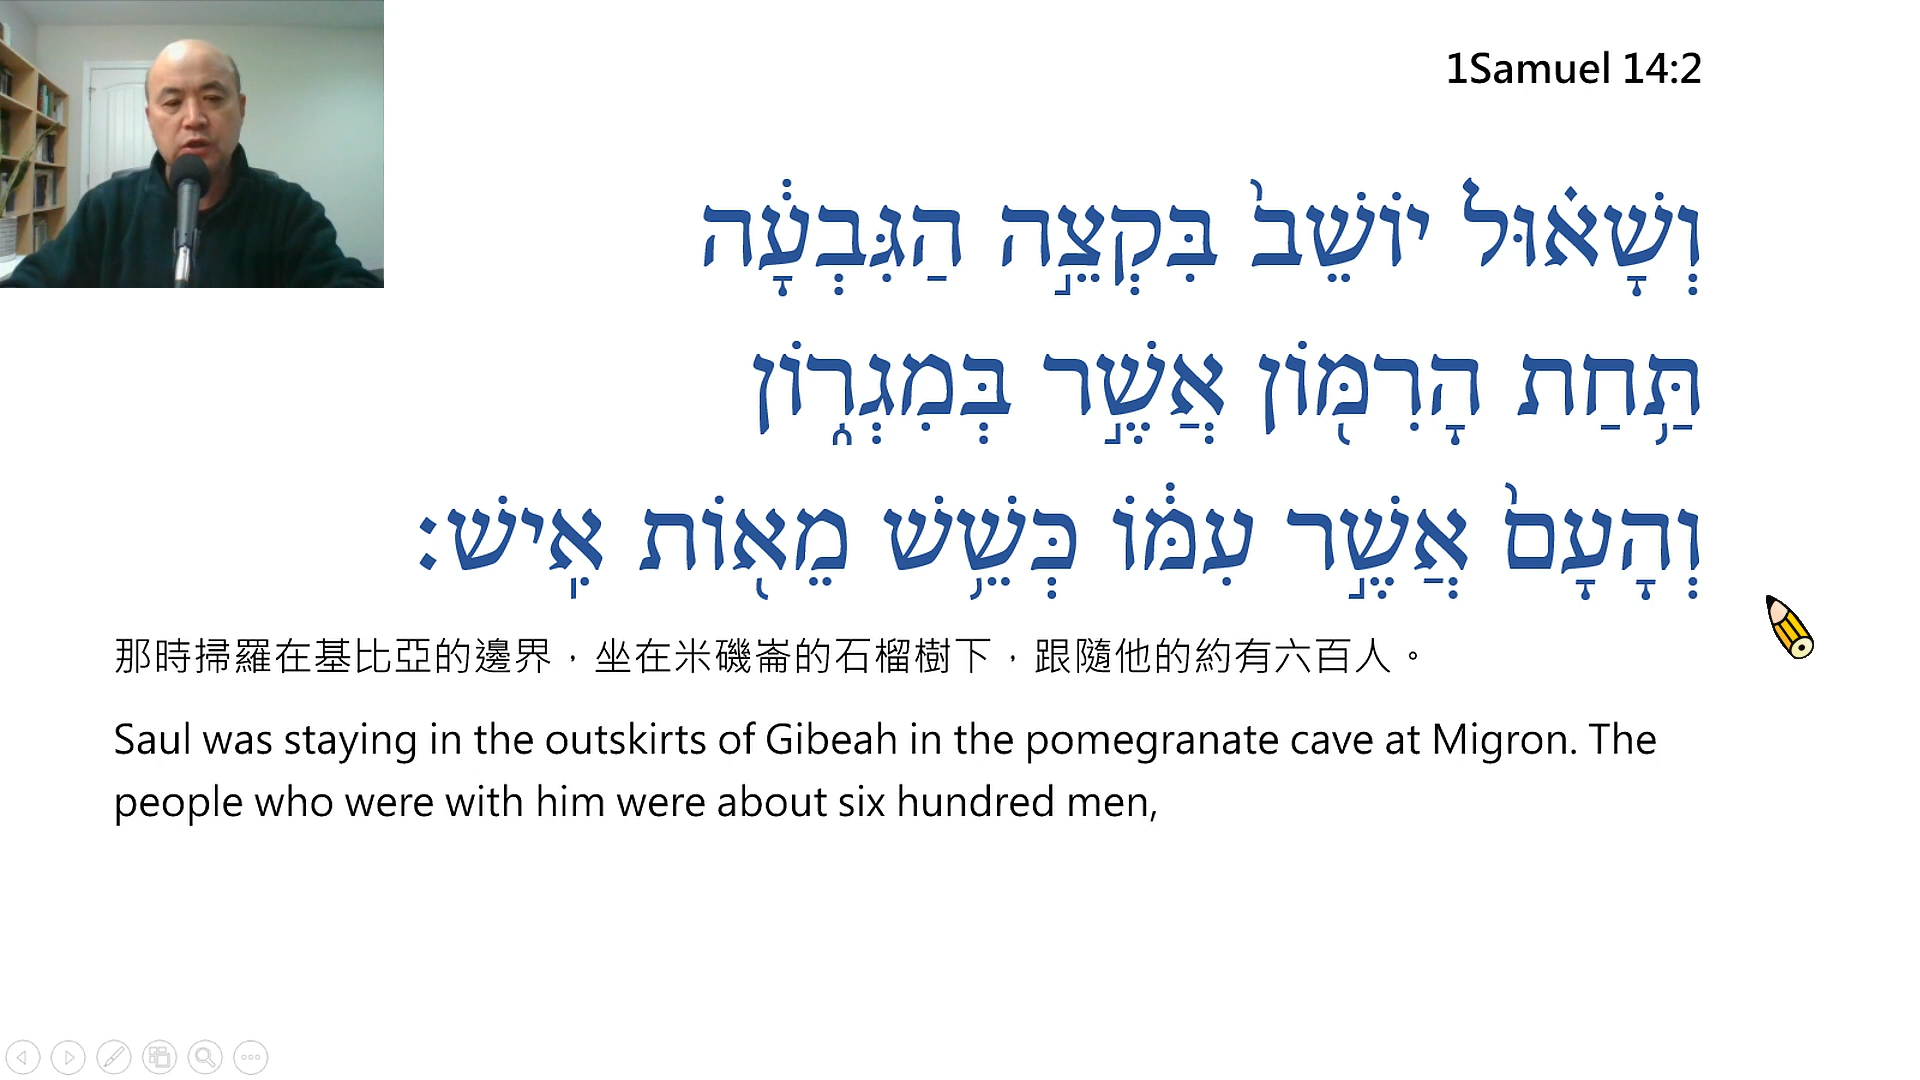 1Samuel 14:2
וְשָׁא֗וּל יוֹשֵׁב֙ בִּקְצֵ֣ה הַגִּבְעָ֔ה
תַּ֥חַת הָרִמּ֖וֹן אֲשֶׁ֣ר בְּמִגְר֑וֹן
וְהָעָם֙ אֲשֶׁ֣ר עִמּ֔וֹ כְּשֵׁ֥שׁ מֵא֖וֹת אִֽישׁ׃
那時掃羅在基比亞的邊界，坐在米磯崙的石榴樹下，跟隨他的約有六百人。
Saul was staying in the outskirts of Gibeah in the pomegranate cave at Migron. The
people who were with him were about six hundred men,